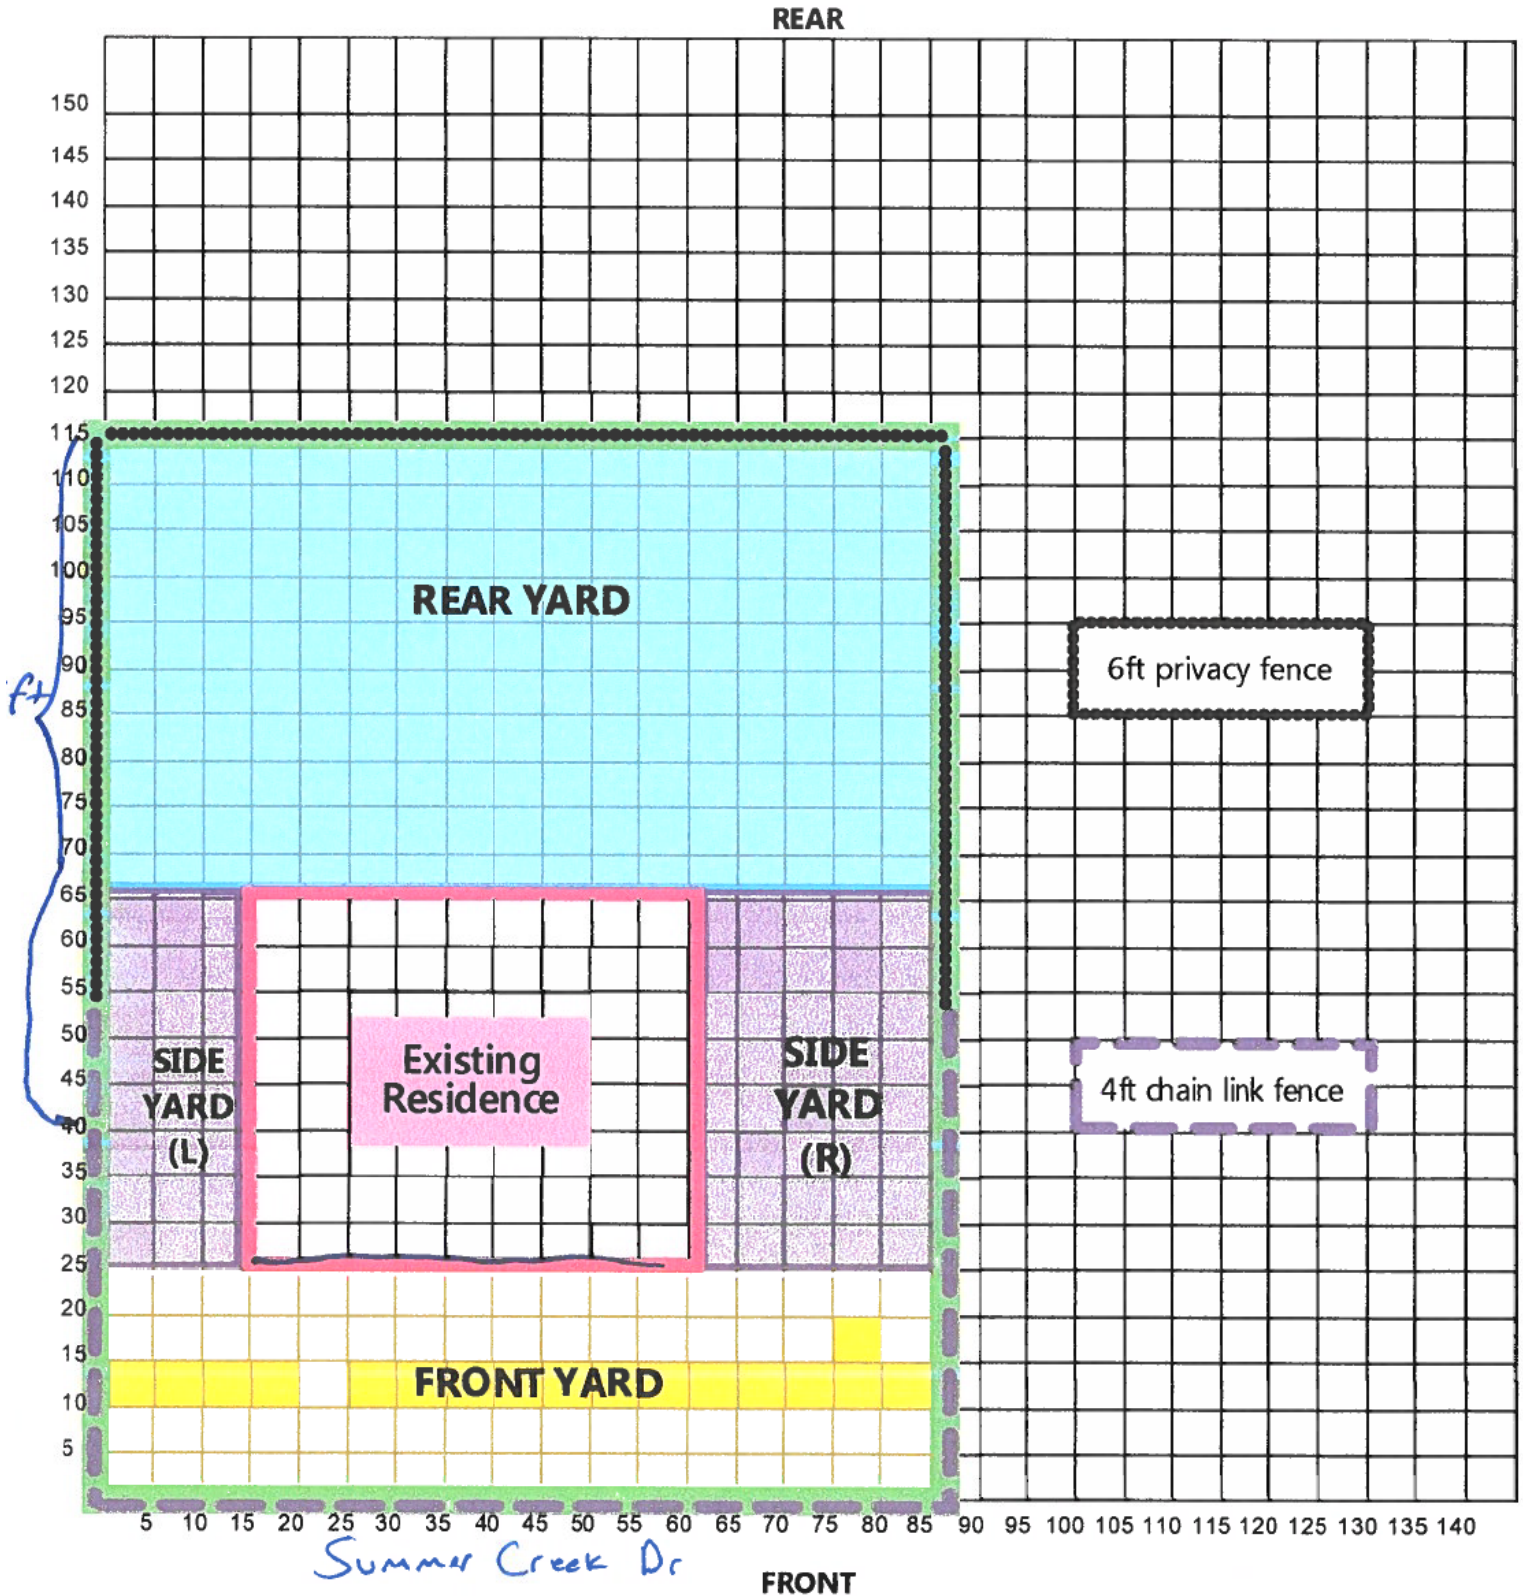 REAR
150
145
140
135
130
125
120
115
110
105
100
95
90
85
80
75
70
65
60
55
50
45
40
35
30
25
20
15
10
5
ft
REAR YARD
6ft privacy fence
SIDE
YARD
(L)
Existing
Residence
SIDE
YARD
(R)
4ft chain link fence
FRONT YARD
5 10 15 20 25 30 35 40 45 50 55 60 65 70 75 80 85 90 95 100 105 110 115 120 125 130 135 140
Summer Creek Dr
FRONT